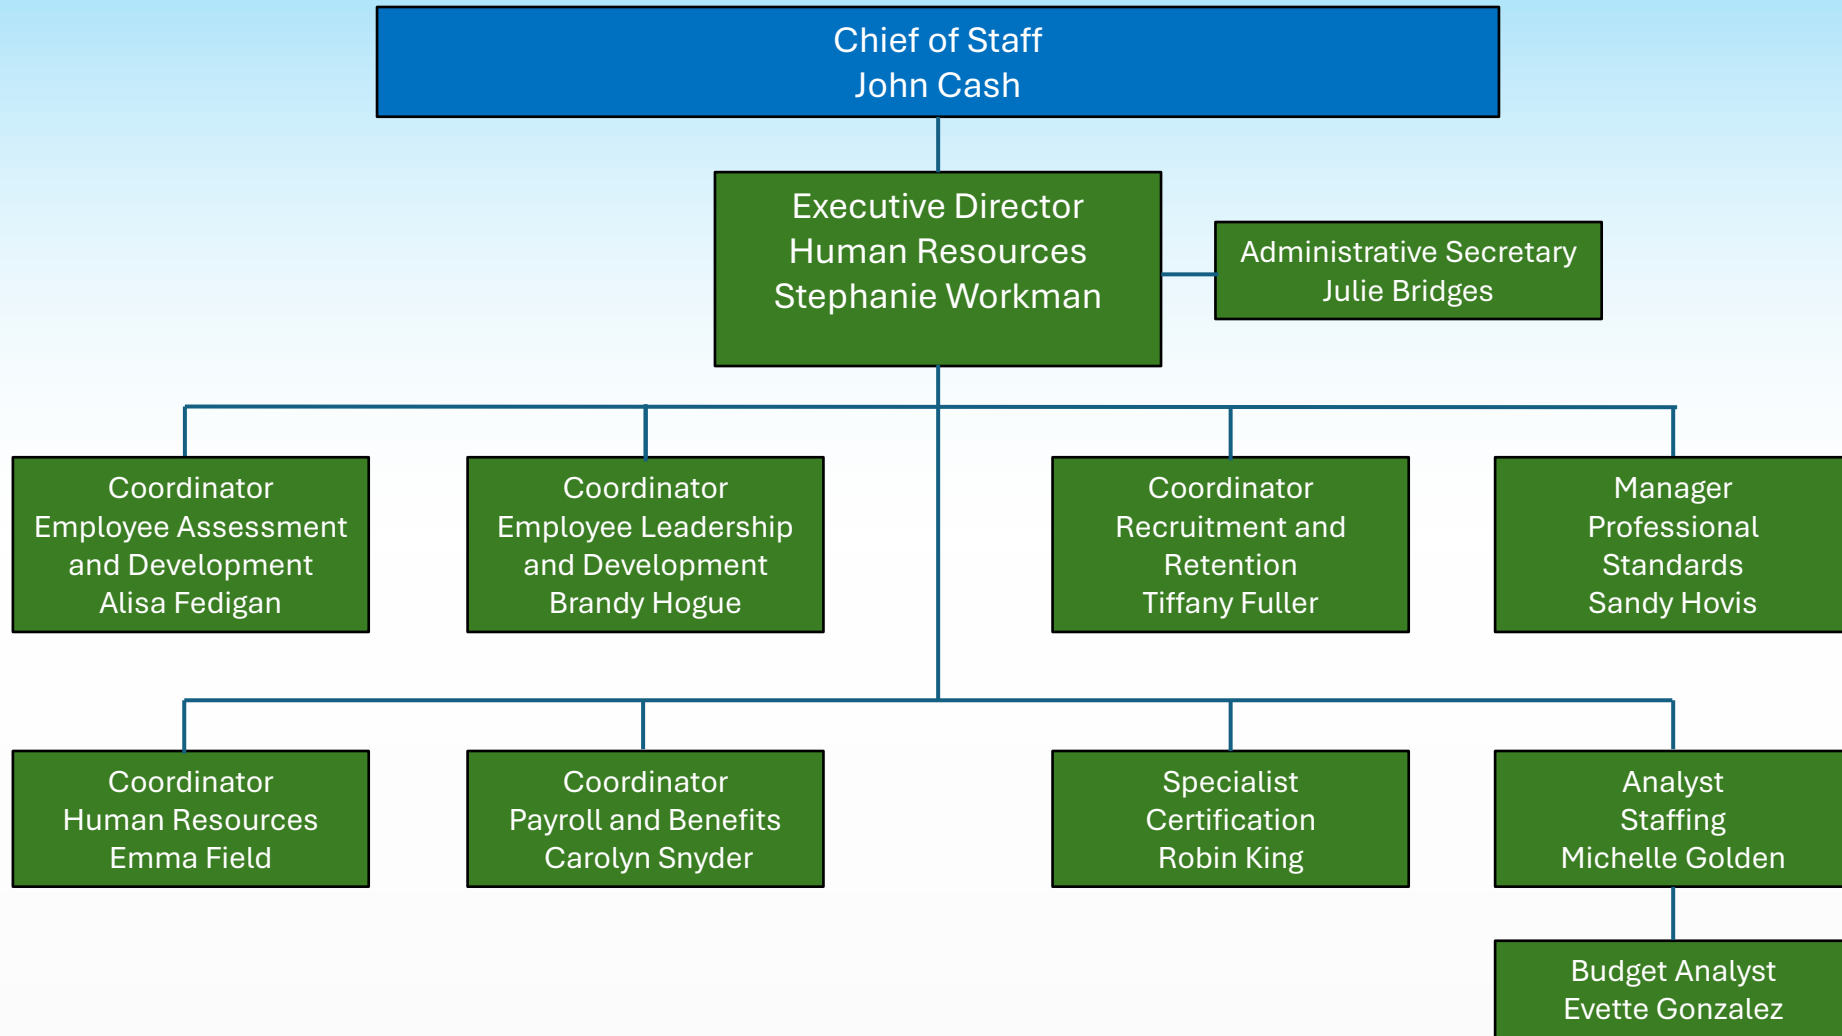 Chief of Staff
John Cash
Executive Director
Human Resources
Stephanie Workman
Administrative Secretary
Julie Bridges
Coordinator
Employee Assessment
and Development
Alisa Fedigan
Coordinator
Employee Leadership
and Development
Brandy Hogue
Coordinator
Recruitment and
Retention
Tiffany Fuller
Manager
Professional
Standards
Sandy Hovis
Coordinator
Human Resources
Emma Field
Coordinator
Payroll and Benefits
Carolyn Snyder
Specialist
Certification
Robin King
Analyst
Staffing
Michelle Golden
Budget Analyst
Evette Gonzalez